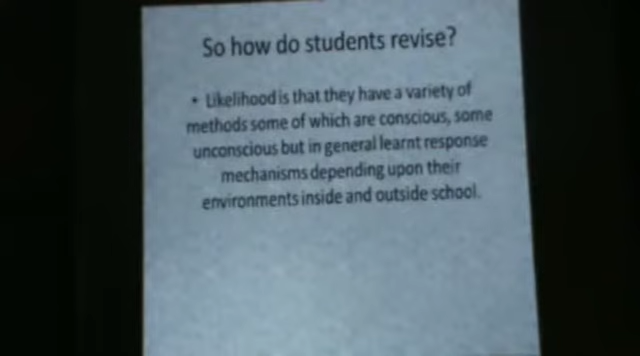 So how do students revise?
• Likelihood is that they have a variety of
methods some of which are conscious, some
unconscious but in general learnt response
mechanisms depending upon their
environments inside and outside school.